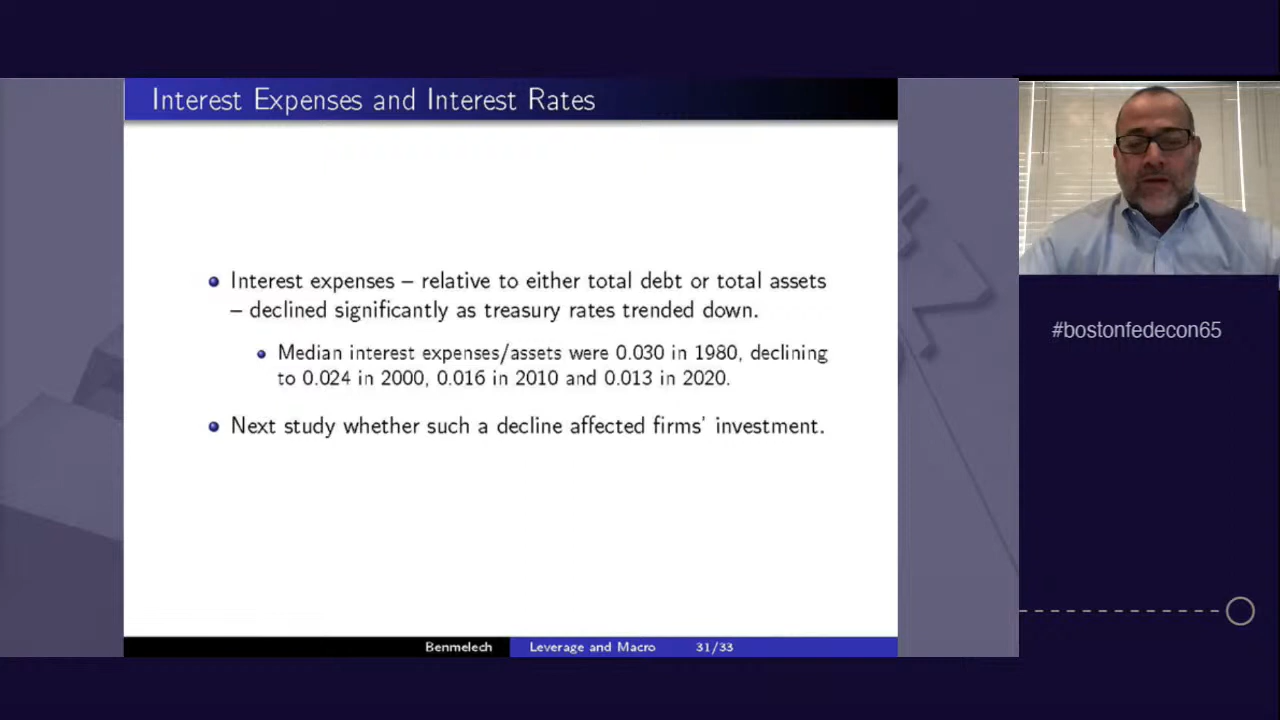 Interest Expenses and Interest Rates
Interest expenses – relative to either total debt or total assets
– declined significantly as treasury rates trended down.
Median interest expenses/assets were 0.030 in 1980, declining
to 0.024 in 2000, 0.016 in 2010 and 0.013 in 2020.
Next study whether such a decline affected firms' investment.
Benmelech
Leverage and Macro
31/33
#bostonfedecon65